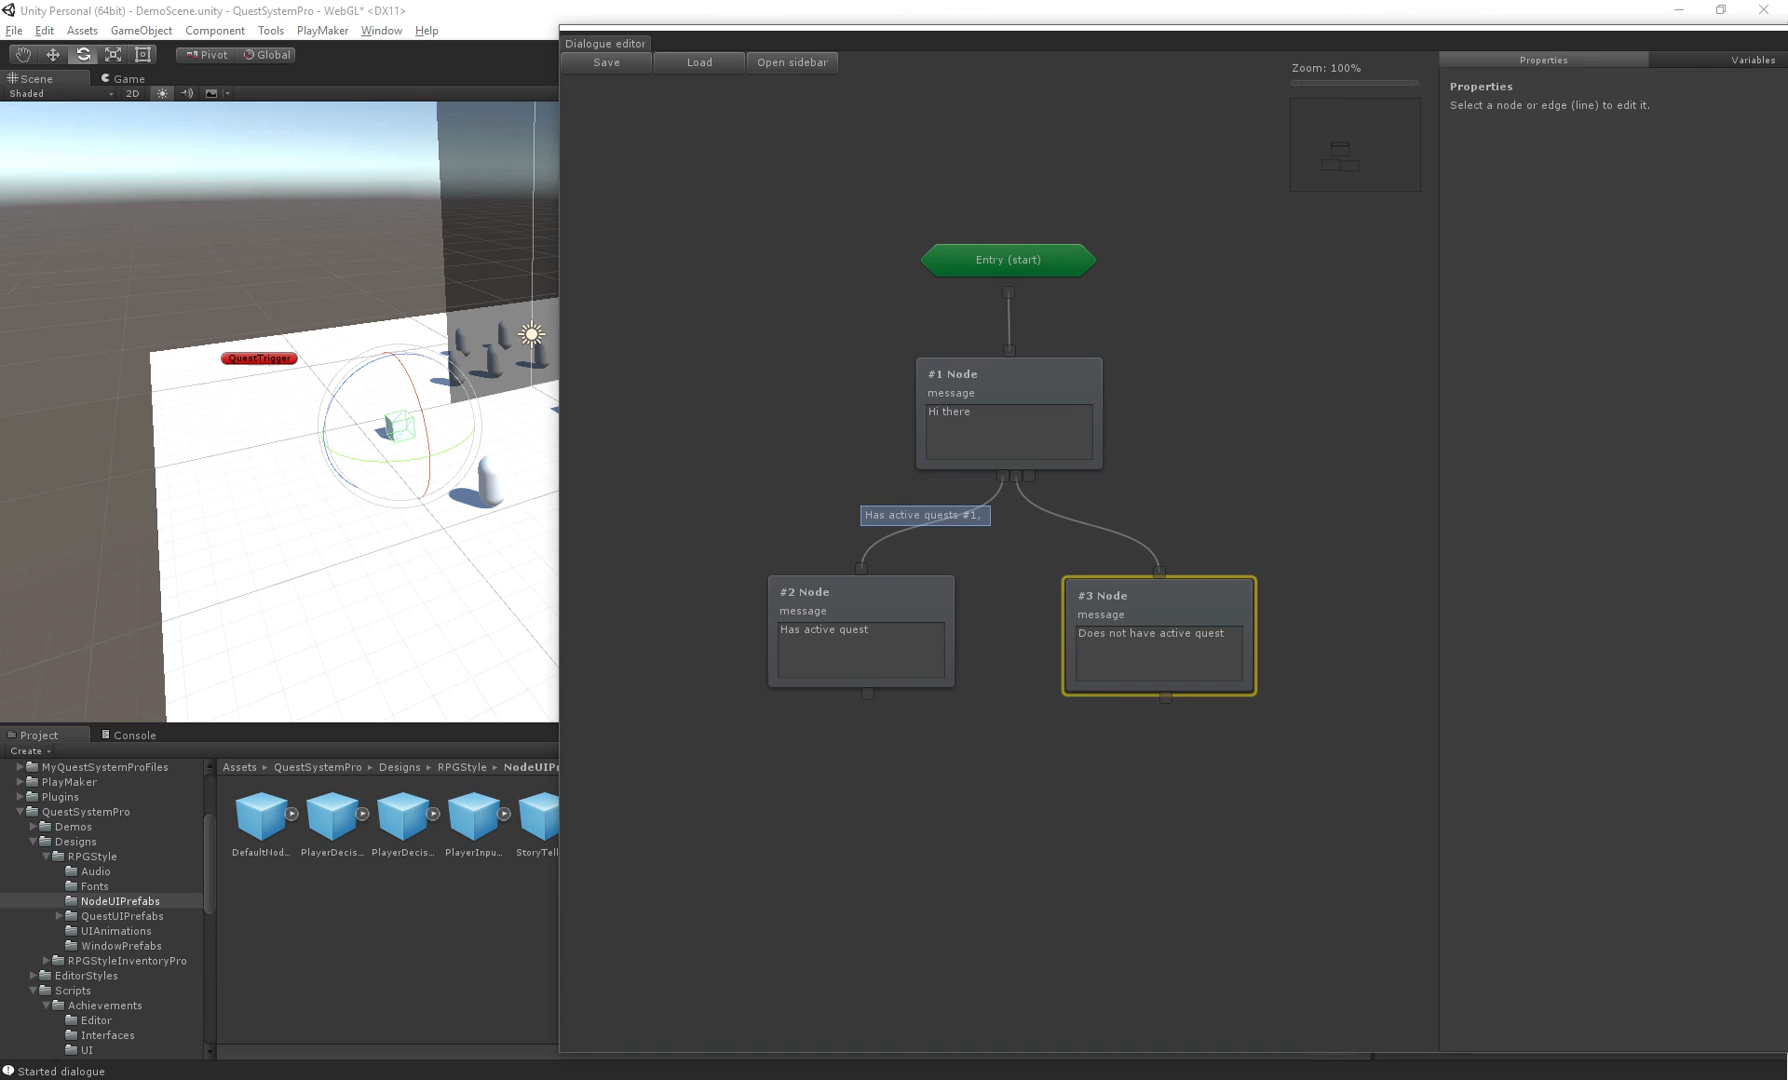 Unity Personal (64bit) - DemoScene.unity - QuestSystemPro - WebGL* <DX11>
File Edit Assets GameObject Component Tools PlayMaker Window Help
Pivot Global
Scene Game
Shaded 2D
QuestTrigger
Dialogue editor
Save Load Open sidebar
Zoom: 100%
Entry (start)
#1 Node
message
Hi there
Has active quests #1,
#2 Node
message
Has active quest
#3 Node
message
Does not have active quest
Properties Variables
Properties
Select a node or edge (line) to edit it.
Project Console
Create
MyQuestSystemProFiles
PlayMaker
Plugins
QuestSystemPro
Demos
Designs
RPGStyle
Audio
Fonts
NodeUIPrefabs
QuestUIPrefabs
UIAnimations
WindowPrefabs
RPGStyleInventoryPro
EditorStyles
Scripts
Achievements
Editor
Interfaces
UI
Assets QuestSystemPro Designs RPGStyle NodeUIPr
DefaultNod... PlayerDecis... PlayerDecis... PlayerInpu... StoryTell
Started dialogue